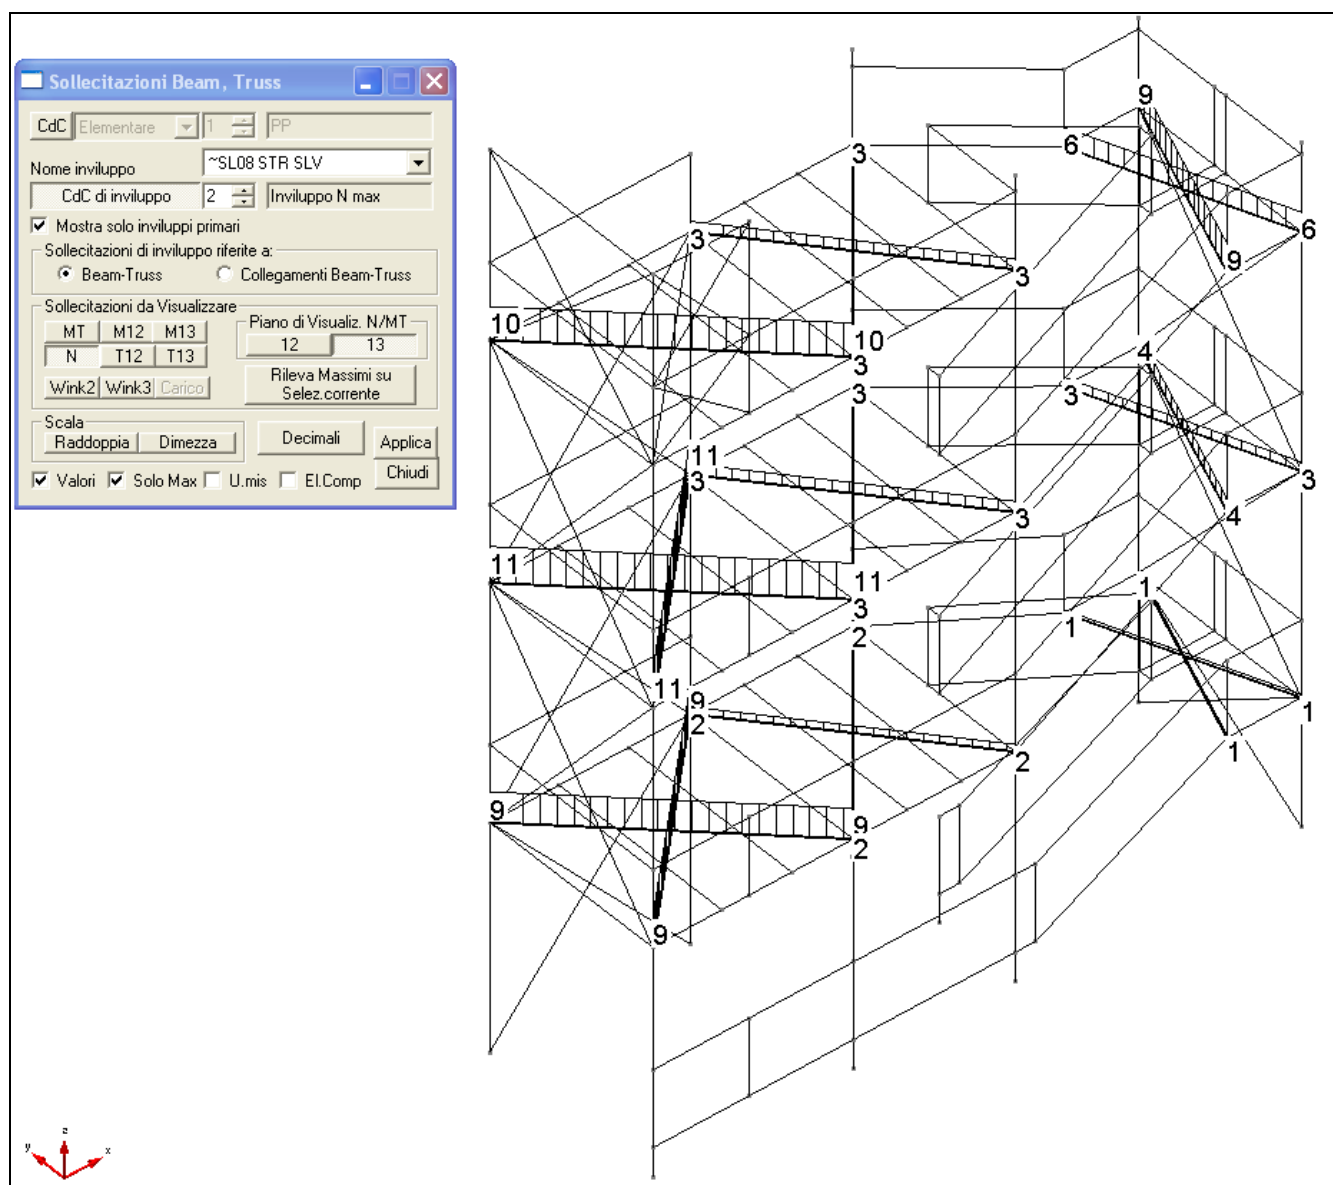 Sollecitazioni Beam, Truss
CdC Elementare 1 PP
Nome inviluppo ~SL08 STR SLV
CdC di inviluppo 2 Inviluppo N max
Mostra solo inviluppi primari
Sollecitazioni di inviluppo riferite a:
Beam-Truss Collegamenti Beam-Truss
Sollecitazioni da Visualizzare
MT M12 M13
Piano di Visualiz. N/MT
N T12 T13
12 13
Wink2 Wink3 Carico
Rileva Massimi su
Selez.corrente
Scala
Raddoppia Dimezza
Decimali
Applica
Valori Solo Max U.mis El.Comp
Chiudi
9
3 6
6
3
9
3
10
10
3
4
3 3
11
3
3
3
4
11
11
3
1
2 1
11
9
2
1
2
1
9
9
2
9
z
y x